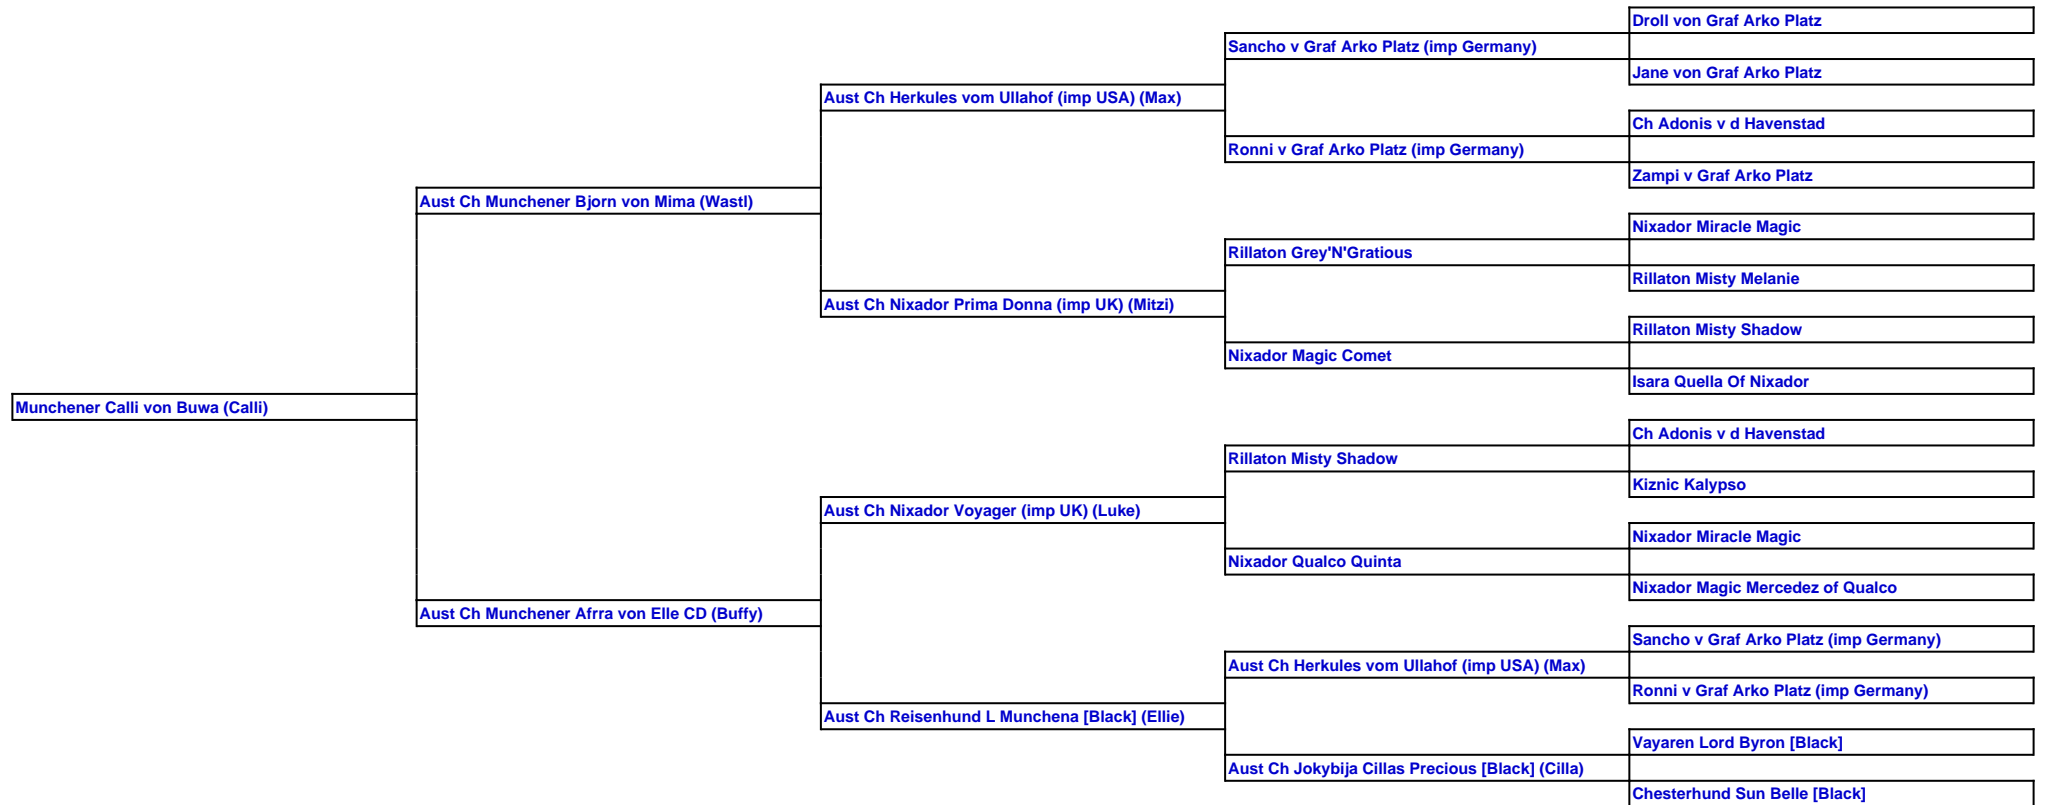 Droll von Graf Arko Platz
Sancho v Graf Arko Platz (imp Germany)
Jane von Graf Arko Platz
Aust Ch Herkules vom Ullahof (imp USA) (Max)
Ch Adonis v d Havenstad
Ronni v Graf Arko Platz (imp Germany)
Zampi v Graf Arko Platz
Aust Ch Munchener Bjorn von Mima (Wastl)
Nixador Miracle Magic
Rillaton Grey'N'Gratious
Rillaton Misty Melanie
Aust Ch Nixador Prima Donna (imp UK) (Mitzi)
Rillaton Misty Shadow
Nixador Magic Comet
Isara Quella Of Nixador
Munchener Calli von Buwa (Calli)
Ch Adonis v d Havenstad
Rillaton Misty Shadow
Kiznic Kalypso
Aust Ch Nixador Voyager (imp UK) (Luke)
Nixador Miracle Magic
Nixador Qualco Quinta
Nixador Magic Mercedez of Qualco
Aust Ch Munchener Afrra von Elle CD (Buffy)
Sancho v Graf Arko Platz (imp Germany)
Aust Ch Herkules vom Ullahof (imp USA) (Max)
Ronni v Graf Arko Platz (imp Germany)
Aust Ch Reisenhund L Munchena [Black] (Ellie)
Vayaren Lord Byron [Black]
Aust Ch Jokybija Cillas Precious [Black] (Cilla)
Chesterhund Sun Belle [Black]